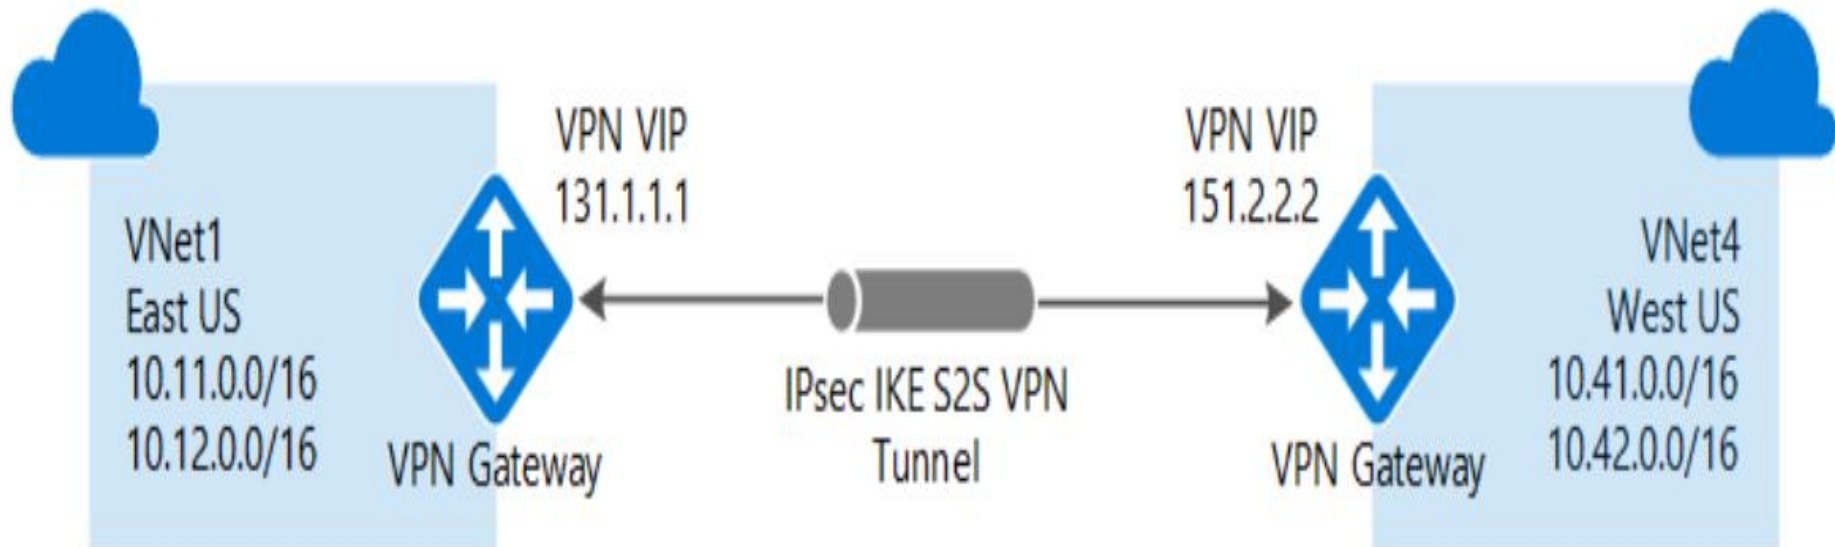 VPN VIP
131.1.1.1
VPN VIP
151.2.2.2
VNet1
East US
10.11.0.0/16
10.12.0.0/16
VPN Gateway
IPsec IKE S2S VPN
Tunnel
VPN Gateway
VNet4
West US
10.41.0.0/16
10.42.0.0/16